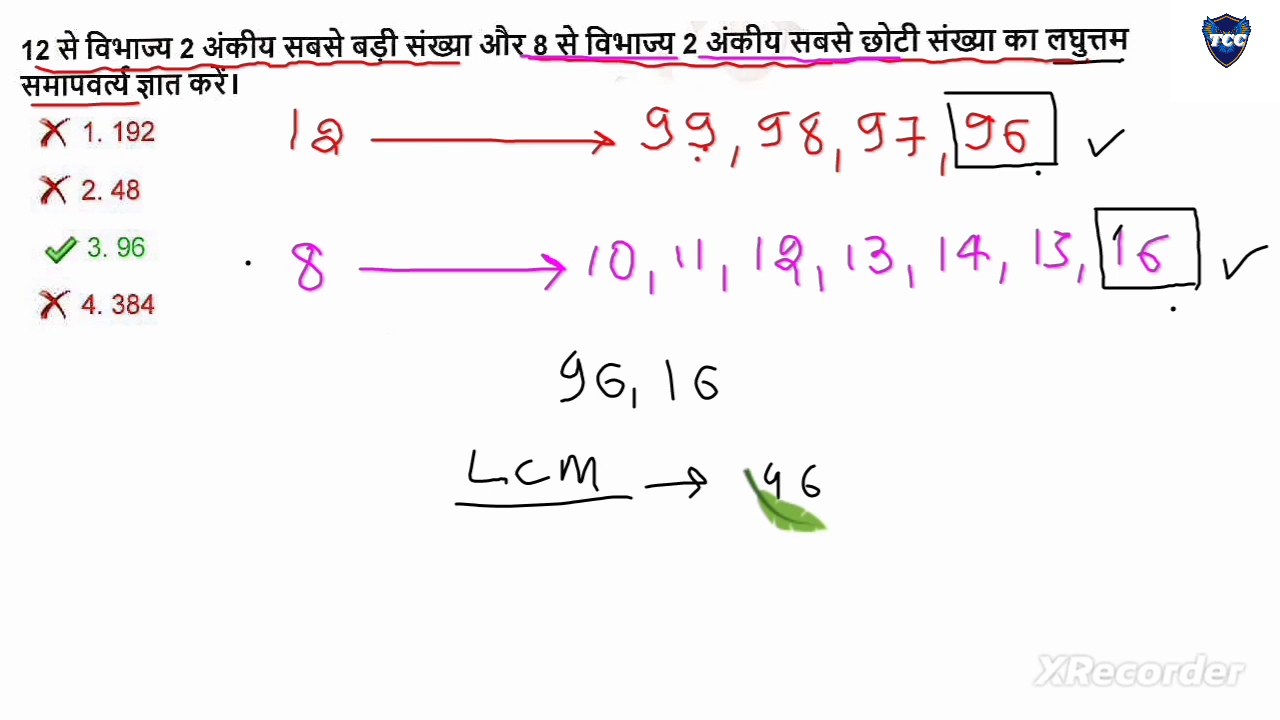 12 से विभाज्य 2 अंकीय सबसे बड़ी संख्या और 8 से विभाज्य 2 अंकीय सबसे छोटी संख्या का लघुत्तम
समापवर्त्य ज्ञात करें।
TCC
1. 192
12 → 99, 98, 97, 96 ✓
2. 48
3. 96
8 → 10, 11, 12, 13, 14, 15, 16 ✓
4. 384
96, 16
LCM → 96
XRecorder